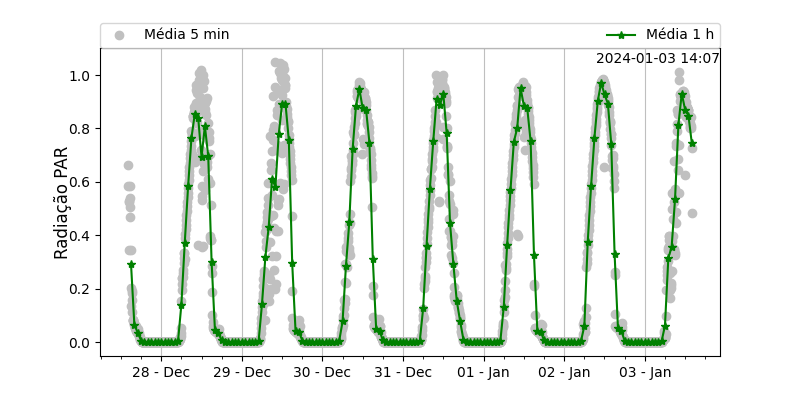 Média 5 min
Média 1 h
2024-01-03 14:07
Radiação PAR
1.0
0.8
0.6
0.4
0.2
0.0
28 - Dec
29 - Dec
30 - Dec
31 - Dec
01 - Jan
02 - Jan
03 - Jan